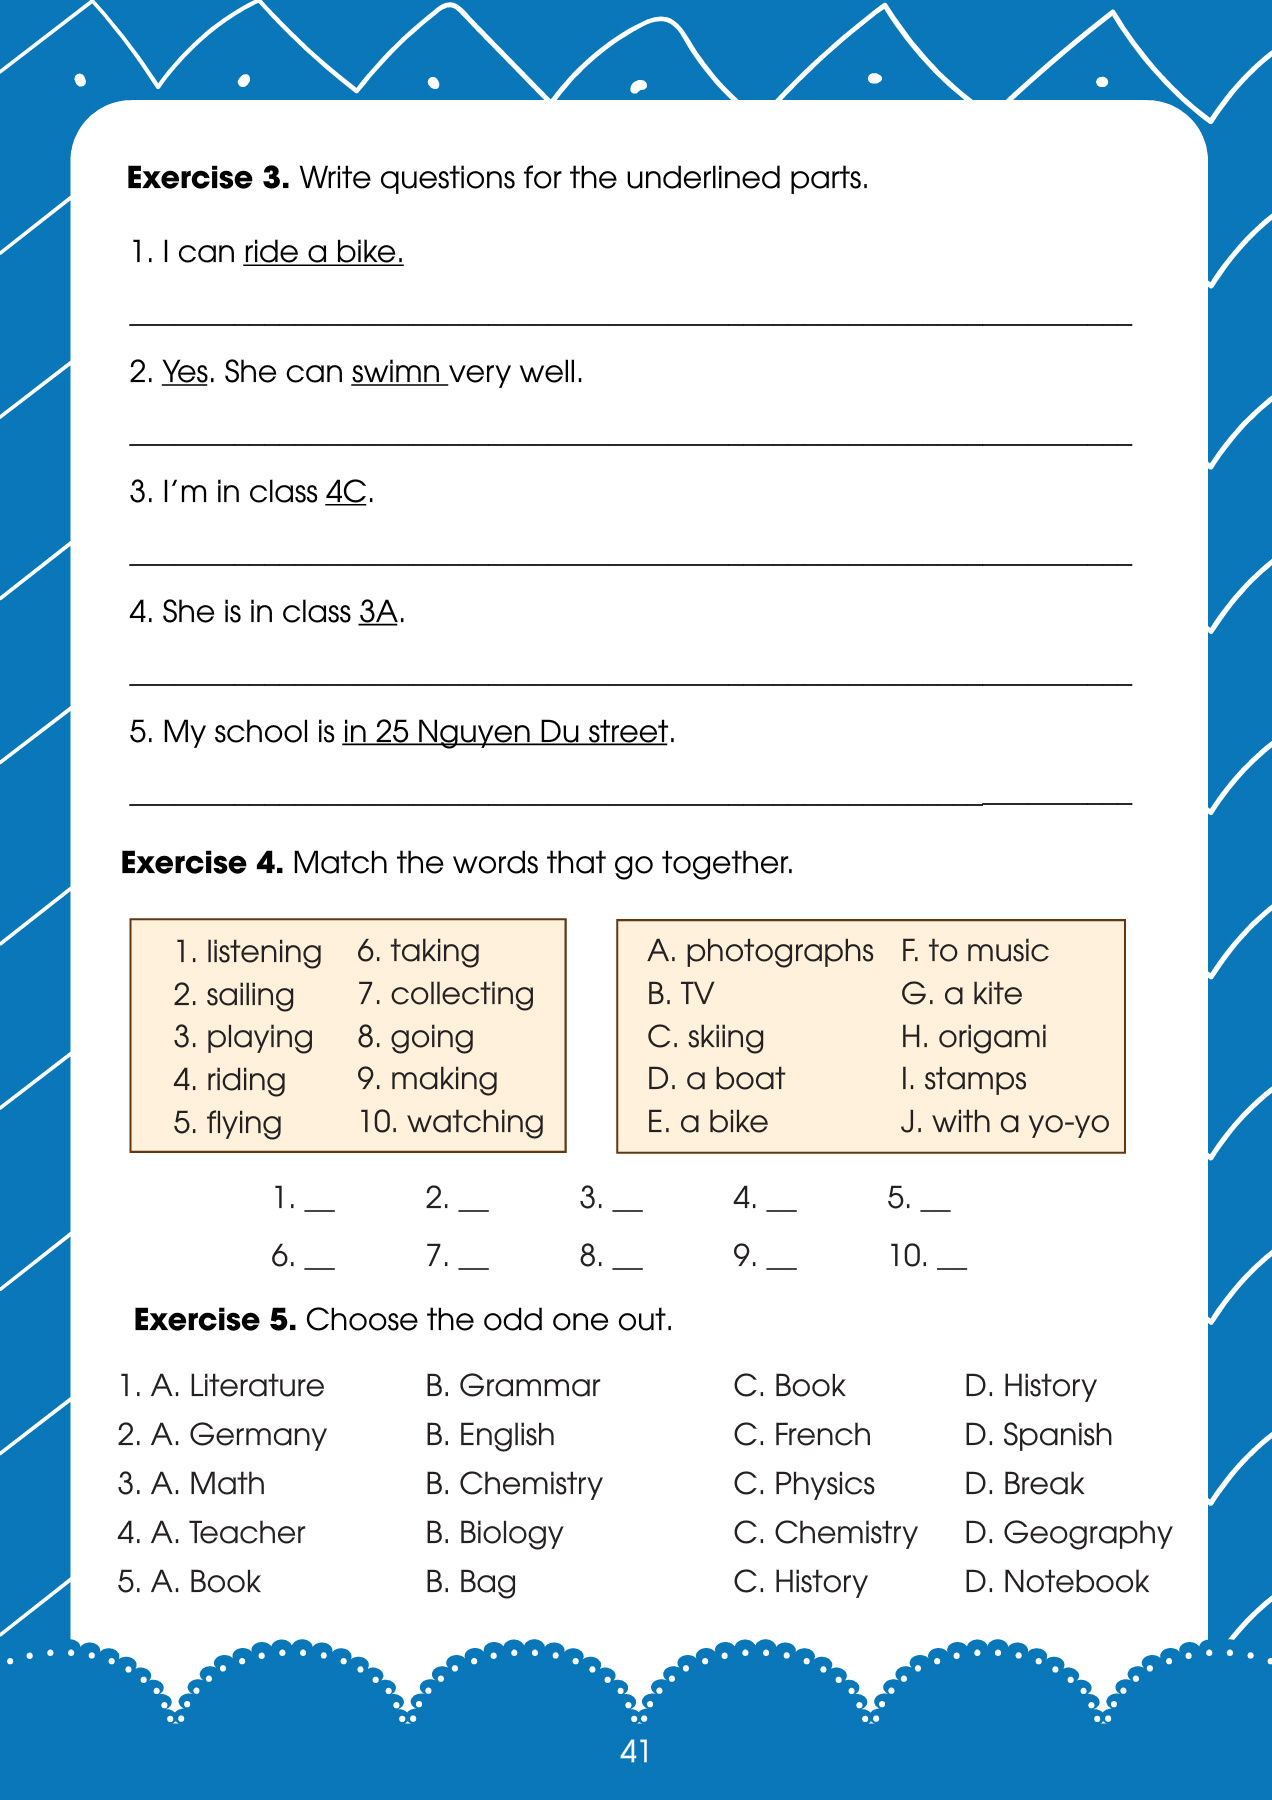 Exercise 3. Write questions for the underlined parts.
1. I can ride a bike.
2. Yes. She can swimn very well.
3. I'm in class 4C.
4. She is in class 3A.
5. My school is in 25 Nguyen Du street.
Exercise 4. Match the words that go together.
1. listening 6. taking
2. sailing 7. collecting
3. playing 8. going
4. riding 9. making
5. flying 10. watching
A. photographs F. to music
B. TV G. a kite
C. skiing H. origami
D. a boat I. stamps
E. a bike J. with a yo-yo
1. __ 2. __ 3. __ 4. __ 5. __
6. __ 7. __ 8. __ 9. __ 10. __
Exercise 5. Choose the odd one out.
1. A. Literature B. Grammar C. Book D. History
2. A. Germany B. English C. French D. Spanish
3. A. Math B. Chemistry C. Physics D. Break
4. A. Teacher B. Biology C. Chemistry D. Geography
5. A. Book B. Bag C. History D. Notebook
41